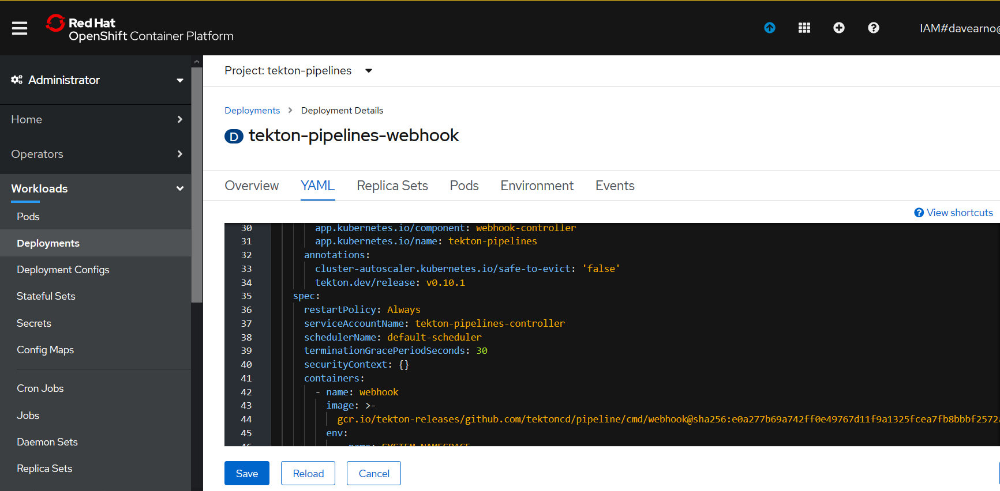 Red Hat
OpenShift Container Platform
IAM#davearno@
Administrator
Home
Operators
Workloads
Pods
Deployments
Deployment Configs
Stateful Sets
Secrets
Config Maps
Cron Jobs
Jobs
Daemon Sets
Replica Sets
Project: tekton-pipelines
Deployments > Deployment Details
D tekton-pipelines-webhook
Overview YAML Replica Sets Pods Environment Events
View shortcuts
30 app.kubernetes.io/component: webhook-controller
31 app.kubernetes.io/name: tekton-pipelines
32 annotations:
33 cluster-autoscaler.kubernetes.io/safe-to-evict: 'false'
34 tekton.dev/release: v0.10.1
35 spec:
36 restartPolicy: Always
37 serviceAccountName: tekton-pipelines-controller
38 schedulerName: default-scheduler
39 terminationGracePeriodSeconds: 30
40 securityContext: {}
41 containers:
42 - name: webhook
43 image: >-
44 gcr.io/tekton-releases/github.com/tektoncd/pipeline/cmd/webhook@sha256:e0a277b69a742ff0e49767d11f9a1325fcea7fb8bbbf2572a
45 env:
46 - name: SYSTEM_NAMESPACE
Save Reload Cancel